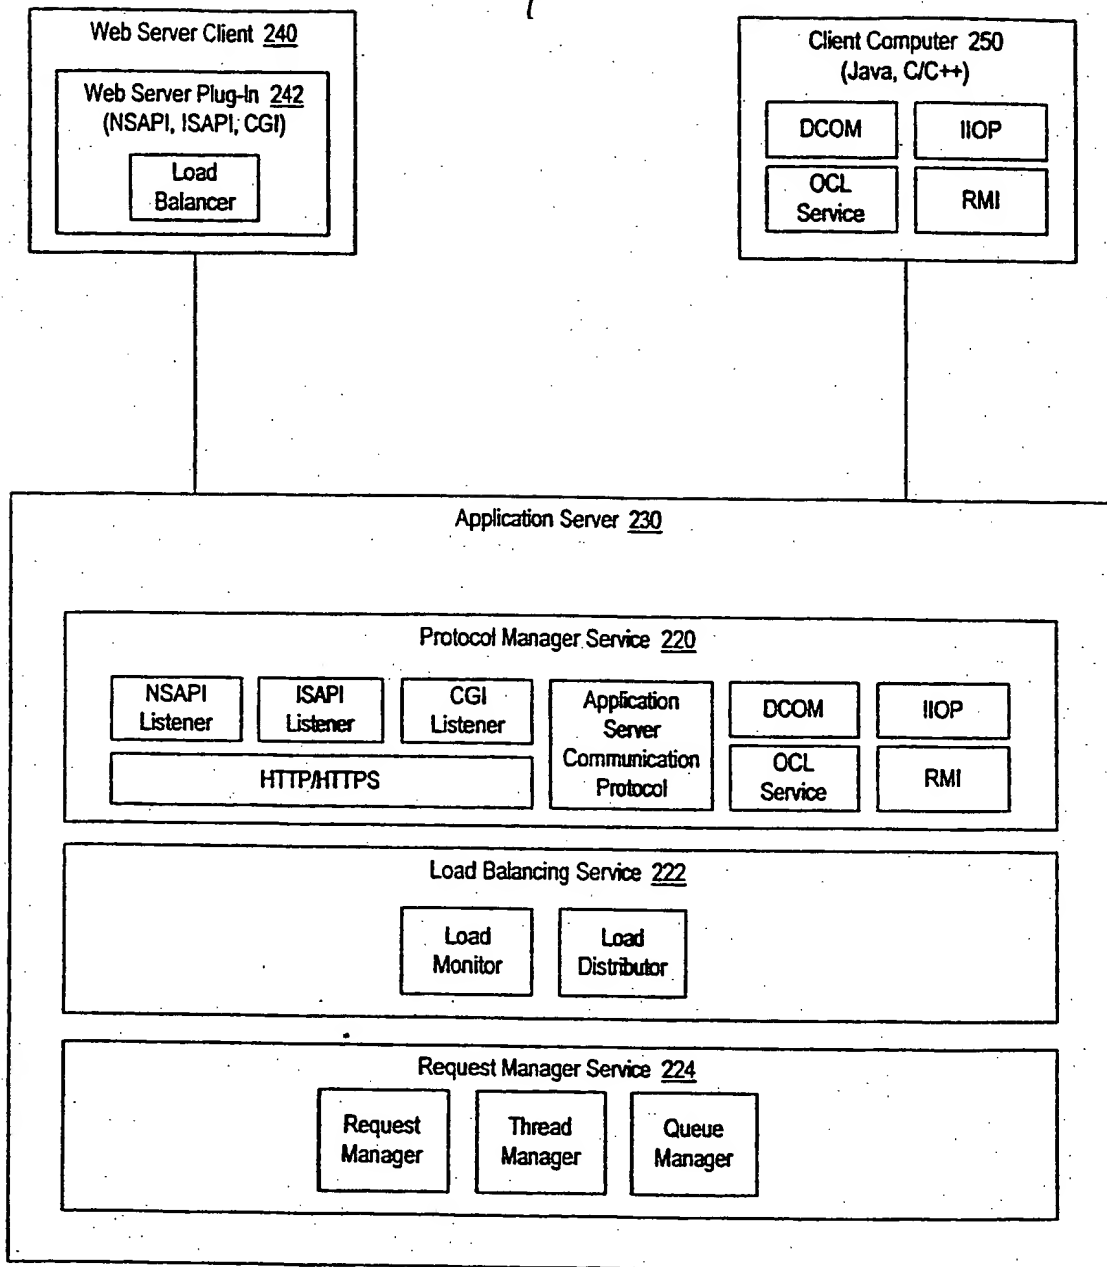 Web Server Client 240
Web Server Plug-In 242
(NSAPI, ISAPI, CGI)
Load
Balancer
Client Computer 250
(Java, C/C++)
DCOM
IIOP
OCL
Service
RMI
Application Server 230
Protocol Manager Service 220
NSAPI
Listener
ISAPI
Listener
CGI
Listener
HTTP/HTTPS
Application
Server
Communication
Protocol
DCOM
IIOP
OCL
Service
RMI
Load Balancing Service 222
Load
Monitor
Load
Distributor
Request Manager Service 224
Request
Manager
Thread
Manager
Queue
Manager